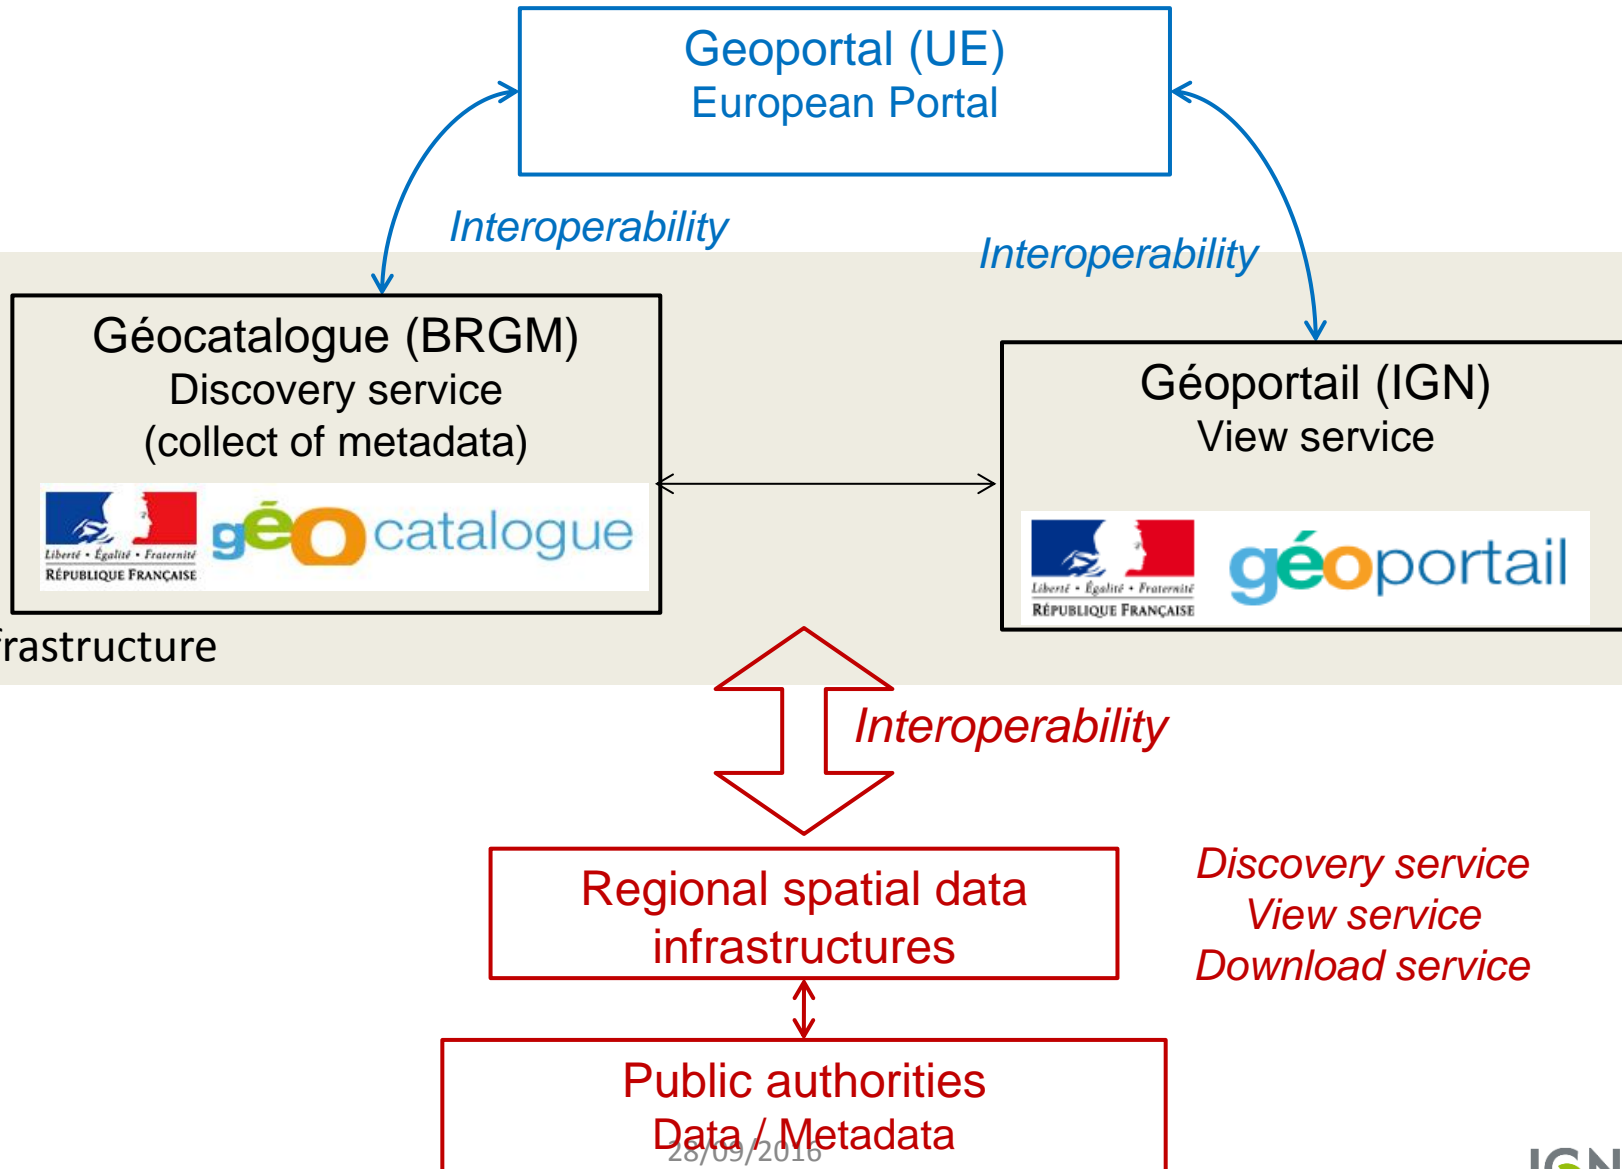 Geoportal (UE)
European Portal
Interoperability
Interoperability
Géocatalogue (BRGM)
Discovery service
(collect of metadata)
Liberté • Égalité • Fraternité
RÉPUBLIQUE FRANÇAISE
géocatalogue
Géoportail (IGN)
View service
Liberté • Égalité • Fraternité
RÉPUBLIQUE FRANÇAISE
géoportail
frastructure
Interoperability
Regional spatial data
infrastructures
Discovery service
View service
Download service
Public authorities
Data / Metadata
28/09/2016
IGN